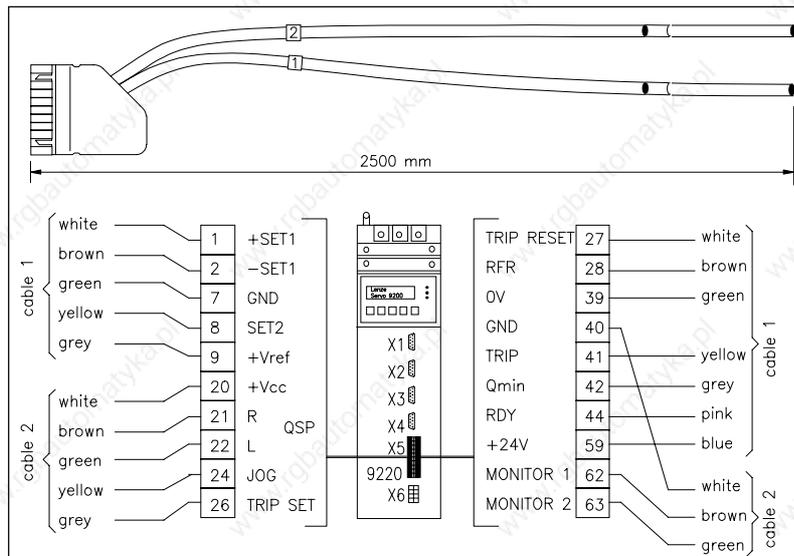 2
1
2500 mm
cable 1
white 1 +SET1
brown 2 -SET1
green 7 GND
yellow 8 SET2
grey 9 +Vref
cable 2
white 20 +Vcc
brown 21 R
QSP
green 22 L
yellow 24 JOG
grey 26 TRIP SET
Lenze
Servo 9200
X1
X2
X3
X4
X5
9220
X6
TRIP RESET 27 white
RFR 28 brown
0V 39 green
GND 40
TRIP 41 yellow
Qmin 42 grey
RDY 44 pink
+24V 59 blue
cable 1
MONITOR 1 62
MONITOR 2 63
white
brown
green
cable 2
www.rgbautomatyka.pl